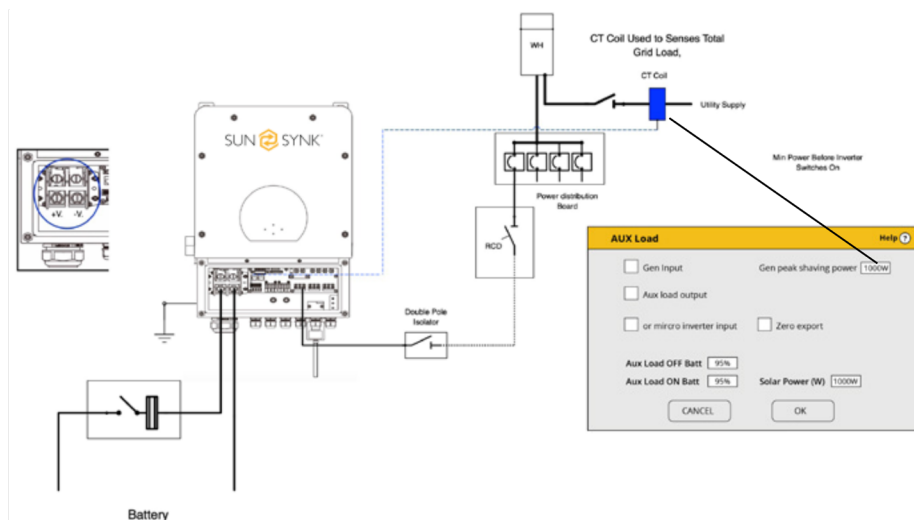 CT Coil Used to Senses Total
Grid Load,
WH
CT Coil
Utility Supply
SUN SYNK
Min Power Before Inverter
Switches On
Power distribution
Board
+V.
-V.
RCD
AUX Load
Help ?
Gen Input
Gen peak shaving power 1000W
Aux load output
or mircro inverter input
Zero export
Double Pole
Isolator
Aux Load OFF Batt 95%
Aux Load ON Batt 95%
Solar Power (W) 1000W
CANCEL
OK
Battery